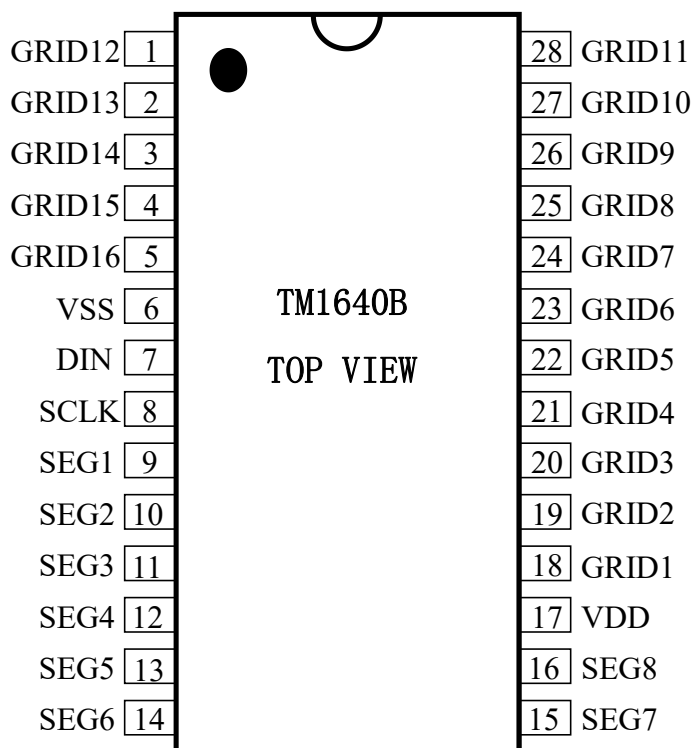 GRID12 1 28 GRID11
GRID13 2 27 GRID10
GRID14 3 26 GRID9
GRID15 4 25 GRID8
GRID16 5 24 GRID7
VSS 6 TM1640B 23 GRID6
DIN 7 TOP VIEW 22 GRID5
SCLK 8 21 GRID4
SEG1 9 20 GRID3
SEG2 10 19 GRID2
SEG3 11 18 GRID1
SEG4 12 17 VDD
SEG5 13 16 SEG8
SEG6 14 15 SEG7